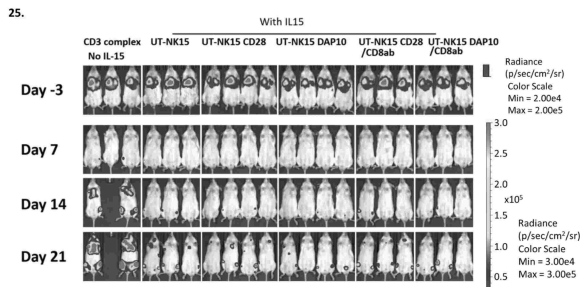 25.
With IL15
CD3 complex UT-NK15 UT-NK15 CD28 UT-NK15 DAP10 UT-NK15 CD28 UT-NK15 DAP10
No IL-15 /CD8ab /CD8ab
Radiance
(p/sec/cm²/sr)
Color Scale
Min = 2.00e4
Max = 2.00e5
Day -3
Day 7
Day 14
Day 21
3.0
2.5
2.0
1.5
x10⁵
1.0
0.5
Radiance
(p/sec/cm²/sr)
Color Scale
Min = 3.00e4
Max = 3.00e5